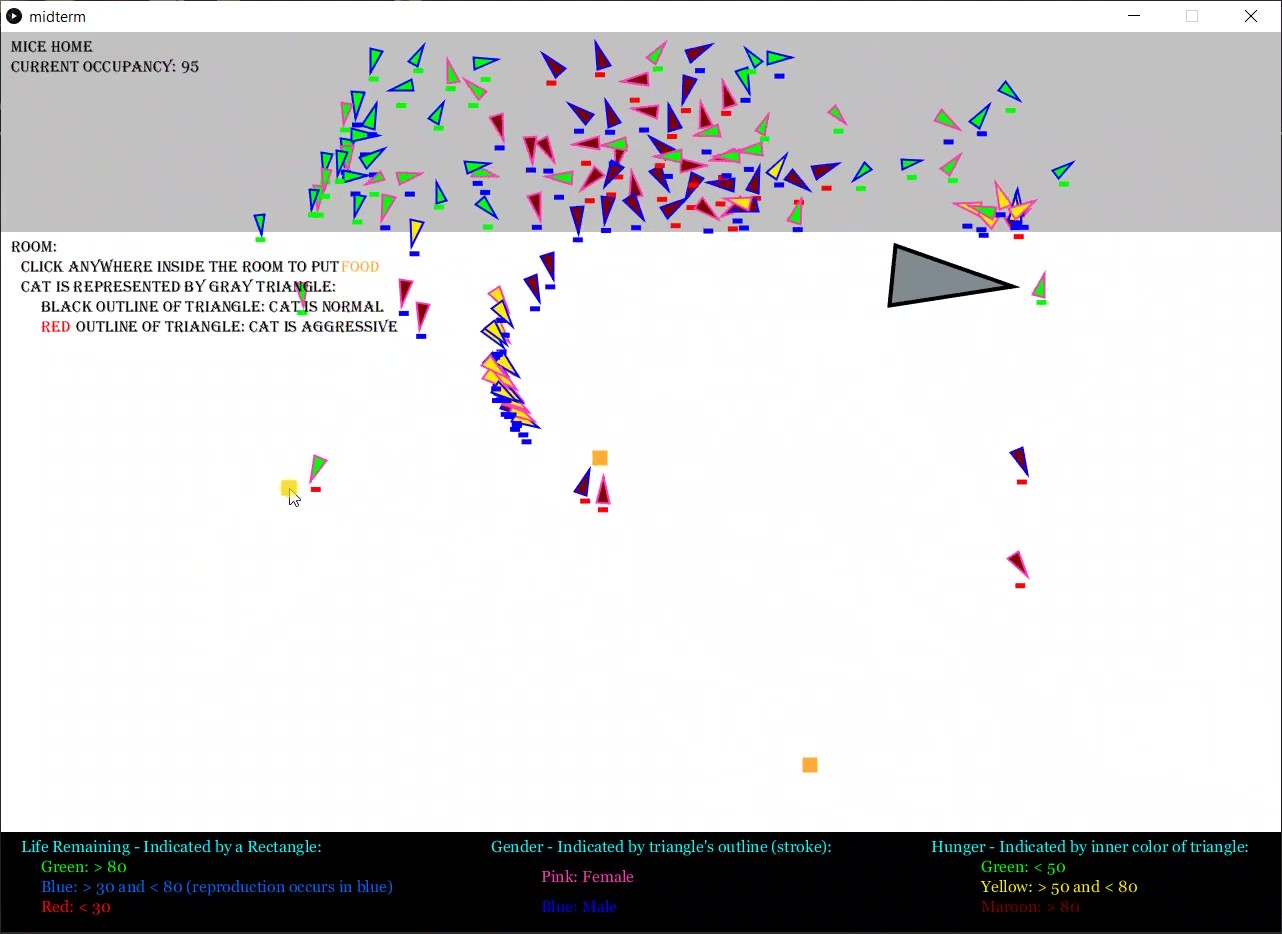 midterm
MICE HOME
CURRENT OCCUPANCY: 95
ROOM:
CLICK ANYWHERE INSIDE THE ROOM TO PUT FOOD
CAT IS REPRESENTED BY GRAY TRIANGLE:
BLACK OUTLINE OF TRIANGLE: CAT IS NORMAL
RED OUTLINE OF TRIANGLE: CAT IS AGGRESSIVE
Life Remaining - Indicated by a Rectangle:
Green: > 80
Blue: > 30 and < 80 (reproduction occurs in blue)
Red: < 30
Gender - Indicated by triangle's outline (stroke):
Pink: Female
Blue: Male
Hunger - Indicated by inner color of triangle:
Green: < 50
Yellow: > 50 and < 80
Maroon: > 80